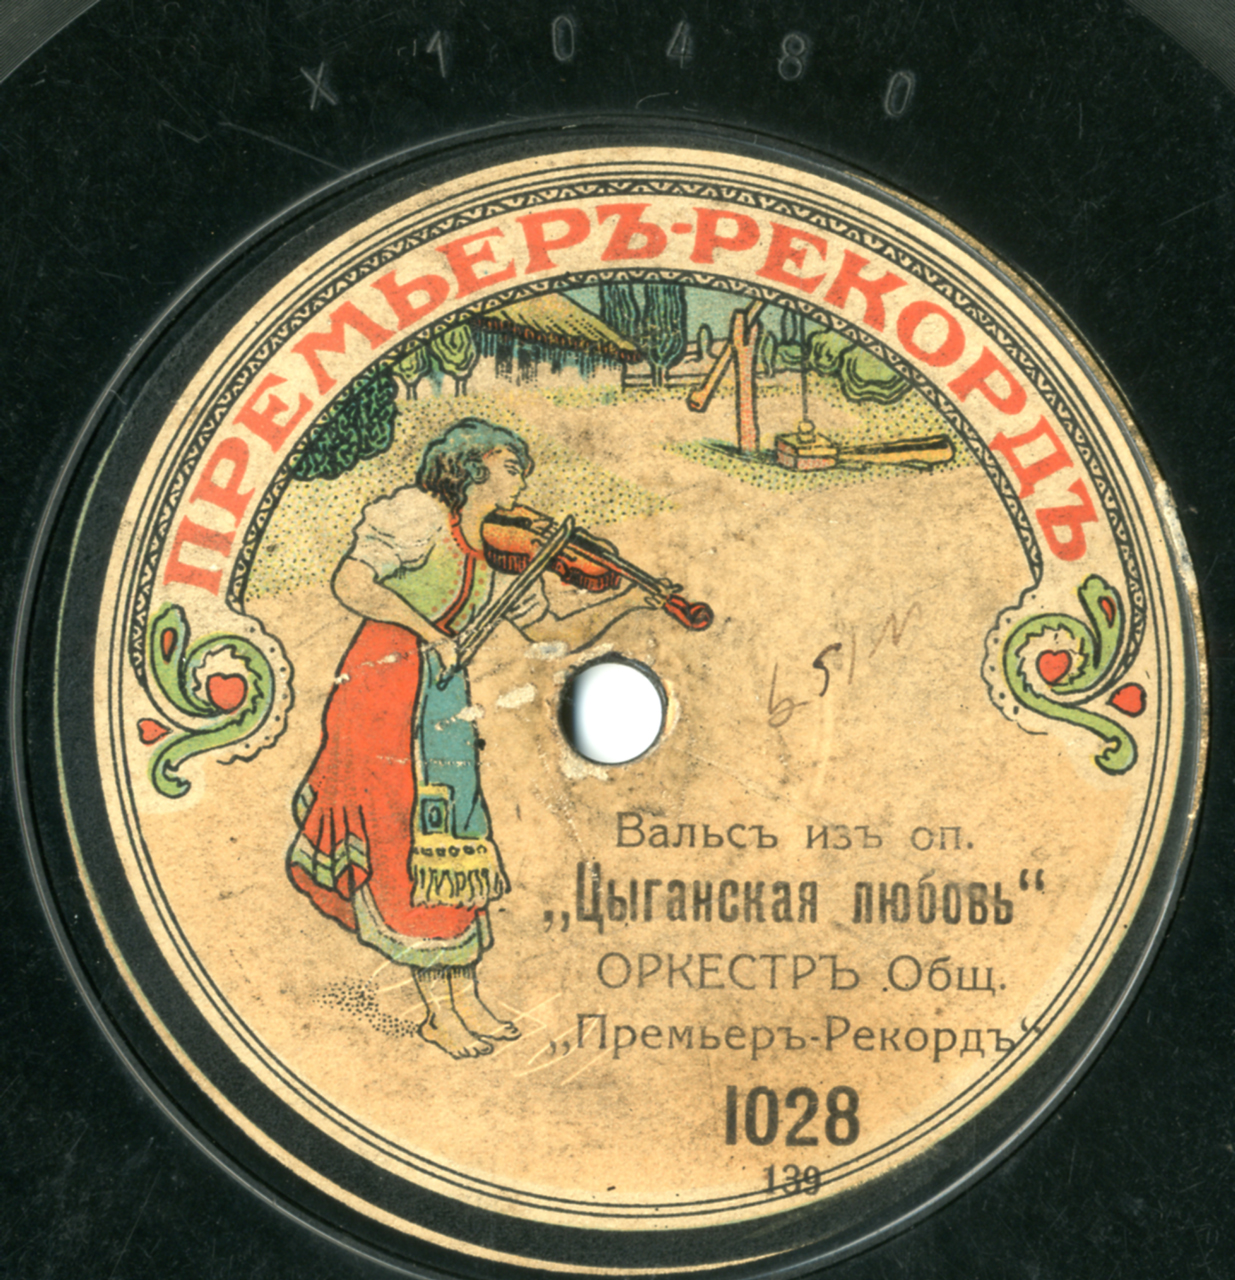 X 10480
ПРЕМЬЕРЪ-РЕКОРДЪ
Вальсъ изъ оп.
„Цыганская любовь“
ОРКЕСТРЪ Общ.
„Премьеръ-Рекордъ“
1028
139